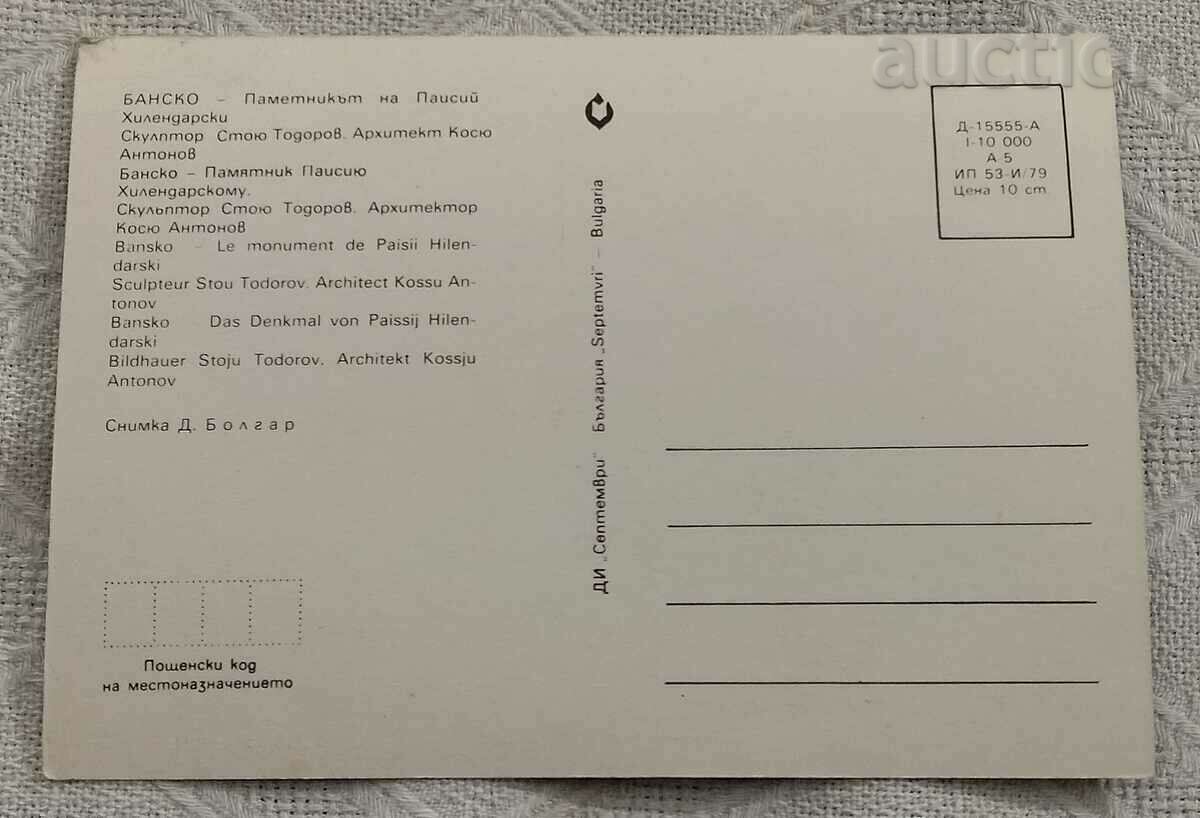 БАНСКО – Паметникът на Паисий
Хилендарски
Скулптор Стою Тодоров. Архитект Косю
Антонов
Банско – Памятник Паисию
Хилендарскому.
Скульптор Стою Тодоров. Архитектор
Косю Антонов
Bansko – Le monument de Paisii Hilen-
darski
Sculpteur Stou Todorov. Architect Kossu An-
tonov
Bansko Das Denkmal von Paissij Hilen-
darski
Bildhauer Stoju Todorov. Architekt Kossju
Antonov
Снимка Д. Болгар
Пощенски код
на местоназначението
ДИ „Септември" България „Septemvri" – Bulgaria
Д-15555-А
I-10 000
А 5
ИП 53-И/79
Цена 10 ст.
auctio